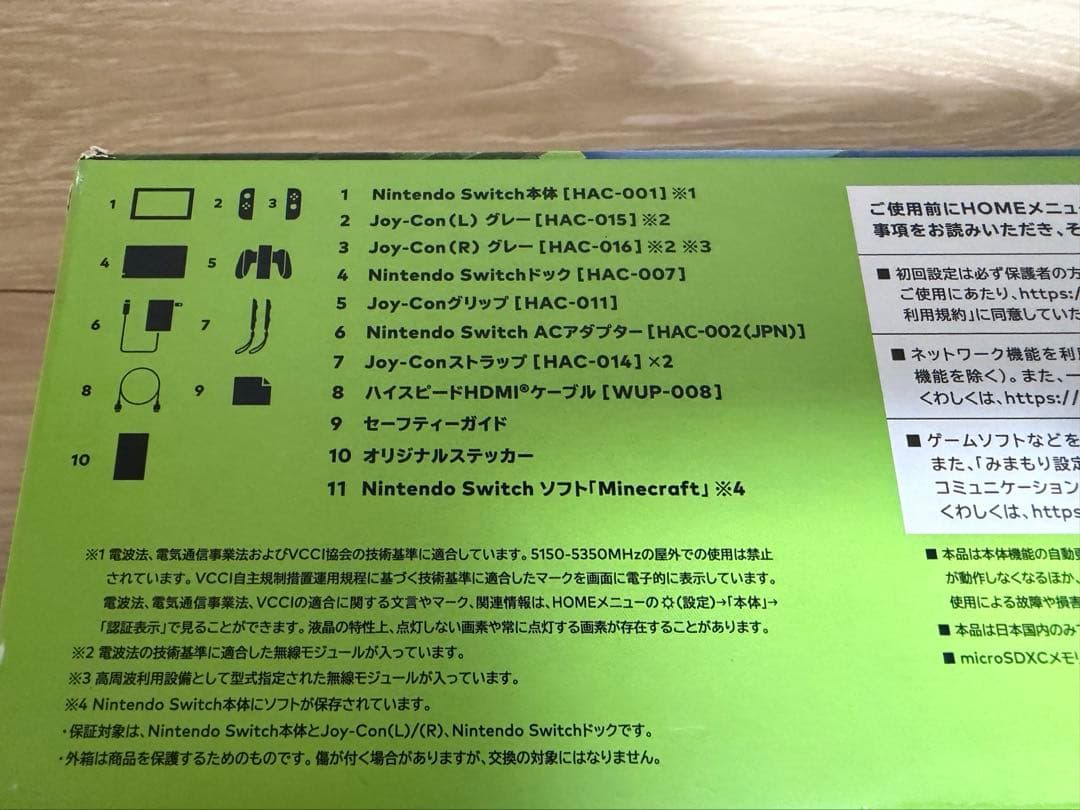 1
2
3
4
5
6
7
8
9
10
1 Nintendo Switch本体[HAC-001]※1
2 Joy-Con(L) グレー[HAC-015]※2
3 Joy-Con(R) グレー[HAC-016]※2 ※3
4 Nintendo Switchドック[HAC-007]
5 Joy-Conグリップ[HAC-011]
6 Nintendo Switch ACアダプター[HAC-002(JPN)]
7 Joy-Conストラップ[HAC-014]×2
8 ハイスピードHDMI®ケーブル[WUP-008]
9 セーフティーガイド
10 オリジナルステッカー
11 Nintendo Switch ソフト「Minecraft」※4
※1 電波法、電気通信事業法およびVCCI協会の技術基準に適合しています。5150-5350MHzの屋外での使用は禁止
されています。VCCI自主規制措置運用規程に基づく技術基準に適合したマークを画面に電子的に表示しています。
電波法、電気通信事業法、VCCIの適合に関する文言やマーク、関連情報は、HOMEメニューの(設定)→「本体」→
「認証表示」で見ることができます。液晶の特性上、点灯しない画素や常に点灯する画素が存在することがあります。
※2 電波法の技術基準に適合した無線モジュールが入っています。
※3 高周波利用設備として型式指定された無線モジュールが入っています。
※4 Nintendo Switch本体にソフトが保存されています。
・保証対象は、Nintendo Switch本体とJoy-Con(L)/(R)、Nintendo Switchドックです。
・外箱は商品を保護するためのものです。傷が付く場合がありますが、交換の対象にはなりません。
ご使用前にHOMEメニュ
事項をお読みいただき、そ
■ 初回設定は必ず保護者の方
ご使用にあたり、https:/
利用規約」に同意していた
■ ネットワーク機能を利
機能を除く)。また、一
くわしくは、https://
■ ゲームソフトなどを
また、「みまもり設定
コミュニケーション
くわしくは、https
■ 本品は本体機能の自動更
が動作しなくなるほか、
使用による故障や損害
■ 本品は日本国内のみで
■ microSDXCメモリ